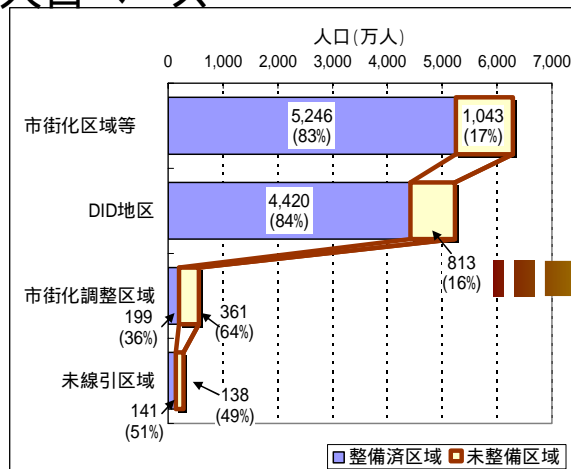 人口(万人)
0 1,000 2,000 3,000 4,000 5,000 6,000 7,000
市街化区域等
5,246
(83%)
1,043
(17%)
DID地区
4,420
(84%)
813
(16%)
市街化調整区域
199
(36%)
361
(64%)
未線引区域
141
(51%)
138
(49%)
整備済区域 未整備区域